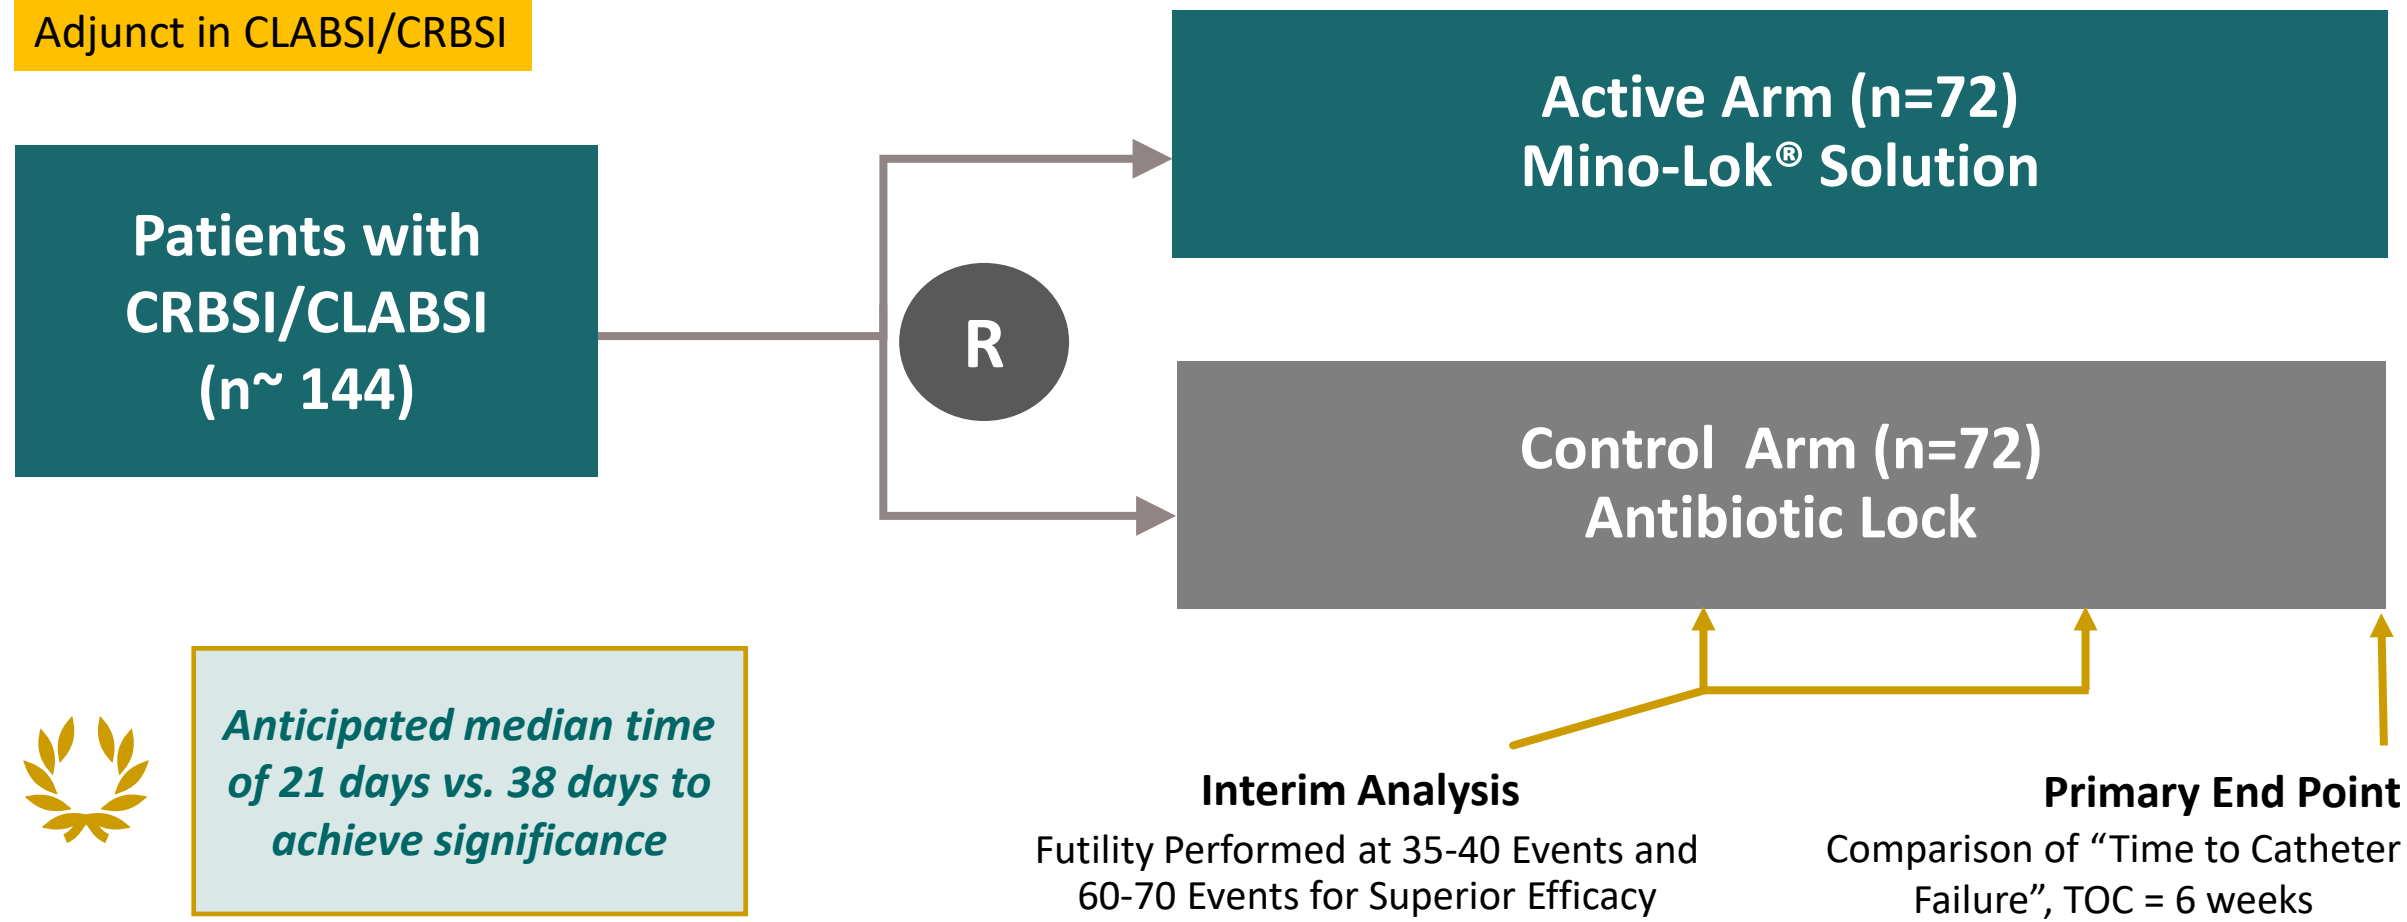 Adjunct in CLABSI/CRBSI
Patients with
CRBSI/CLABSI
(n~ 144)
R
Active Arm (n=72)
Mino-Lok® Solution
Control  Arm (n=72)
Antibiotic Lock
Anticipated median time
of 21 days vs. 38 days to
achieve significance
Interim Analysis
Futility Performed at 35-40 Events and
60-70 Events for Superior Efficacy
Primary End Point
Comparison of “Time to Catheter
Failure”, TOC = 6 weeks